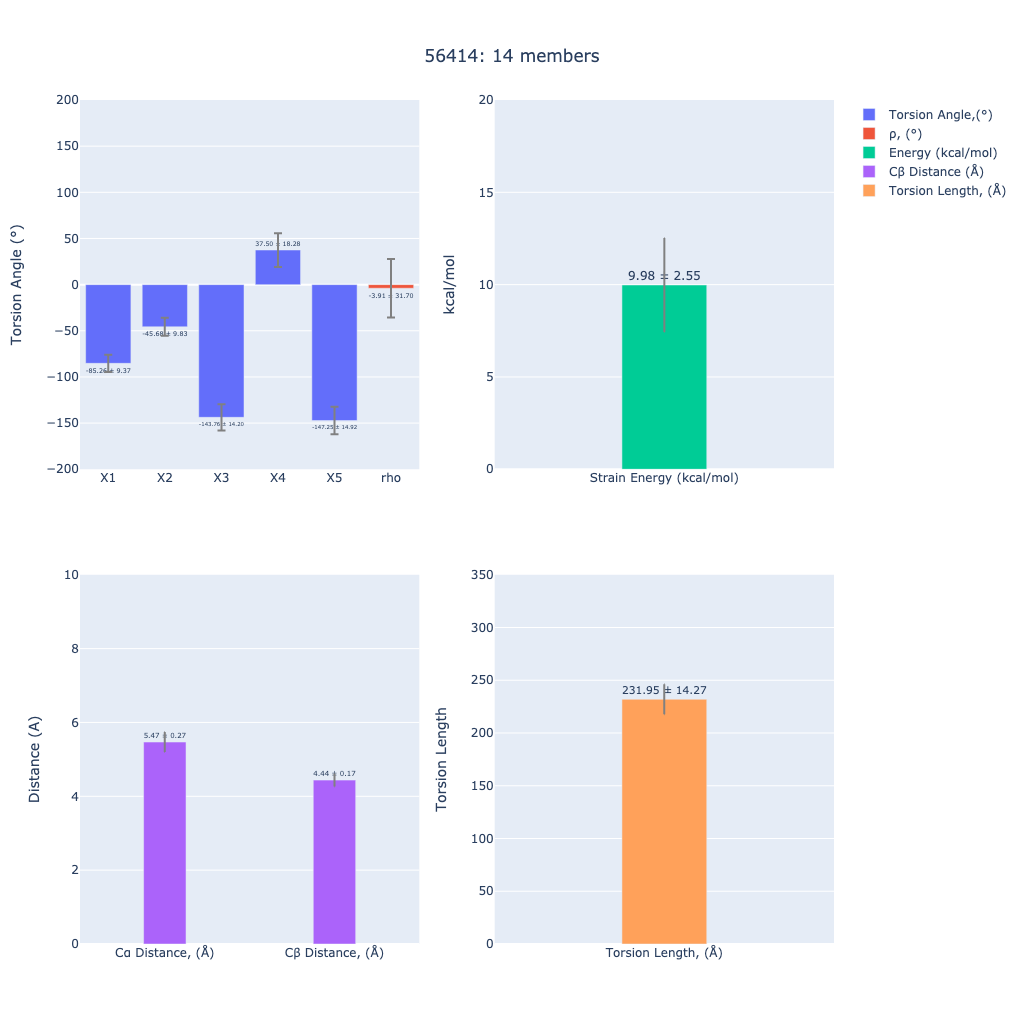 56414: 14 members
Torsion Angle (°)
200
150
100
50
0
−50
−100
−150
−200
-85.26 ± 9.37
-45.68 ± 9.83
-143.76 ± 14.20
37.50 ± 18.28
-147.25 ± 14.92
-3.91 ± 31.70
X1 X2 X3 X4 X5 rho
kcal/mol
20
15
10
5
0
9.98 ± 2.55
Strain Energy (kcal/mol)
Torsion Angle,(°)
ρ, (°)
Energy (kcal/mol)
Cβ Distance (Å)
Torsion Length, (Å)
Distance (A)
10
8
6
4
2
0
5.47 ± 0.27
4.44 ± 0.17
Cα Distance, (Å) Cβ Distance, (Å)
Torsion Length
350
300
250
200
150
100
50
0
231.95 ± 14.27
Torsion Length, (Å)